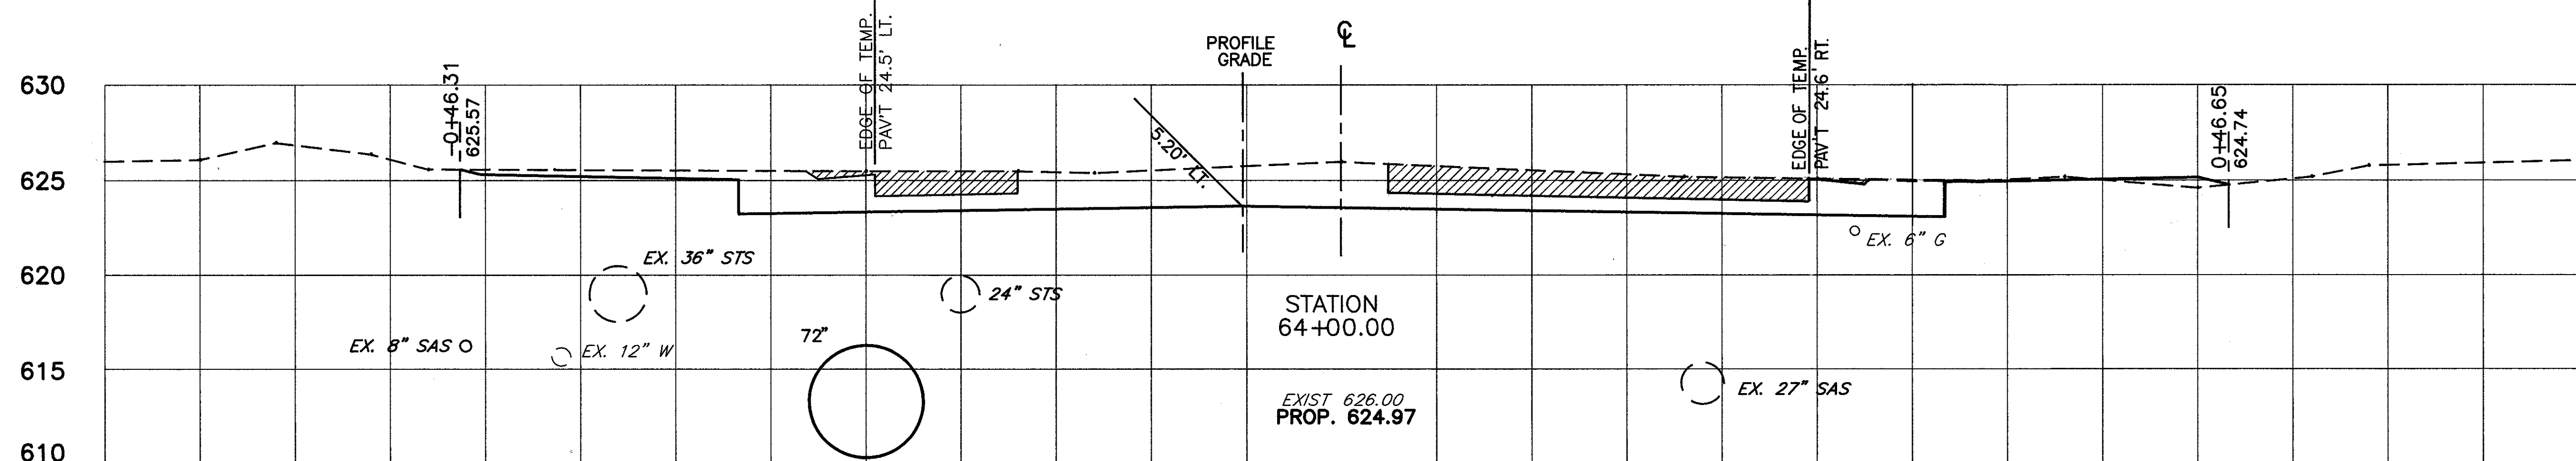 EDGE OF TEMP.
PAV'T 24.5' LT.
PROFILE
GRADE
℄
EDGE OF TEMP.
PAV'T 24.6' RT.
630
-0+46.31
625.57
5.20' LT.
0+46.65
624.74
625
EX. 6" G
EX. 36" STS
620
24" STS
STATION
64+00.00
72"
EX. 8" SAS
EX. 12" W
615
EX. 27" SAS
EXIST 626.00
PROP. 624.97
610